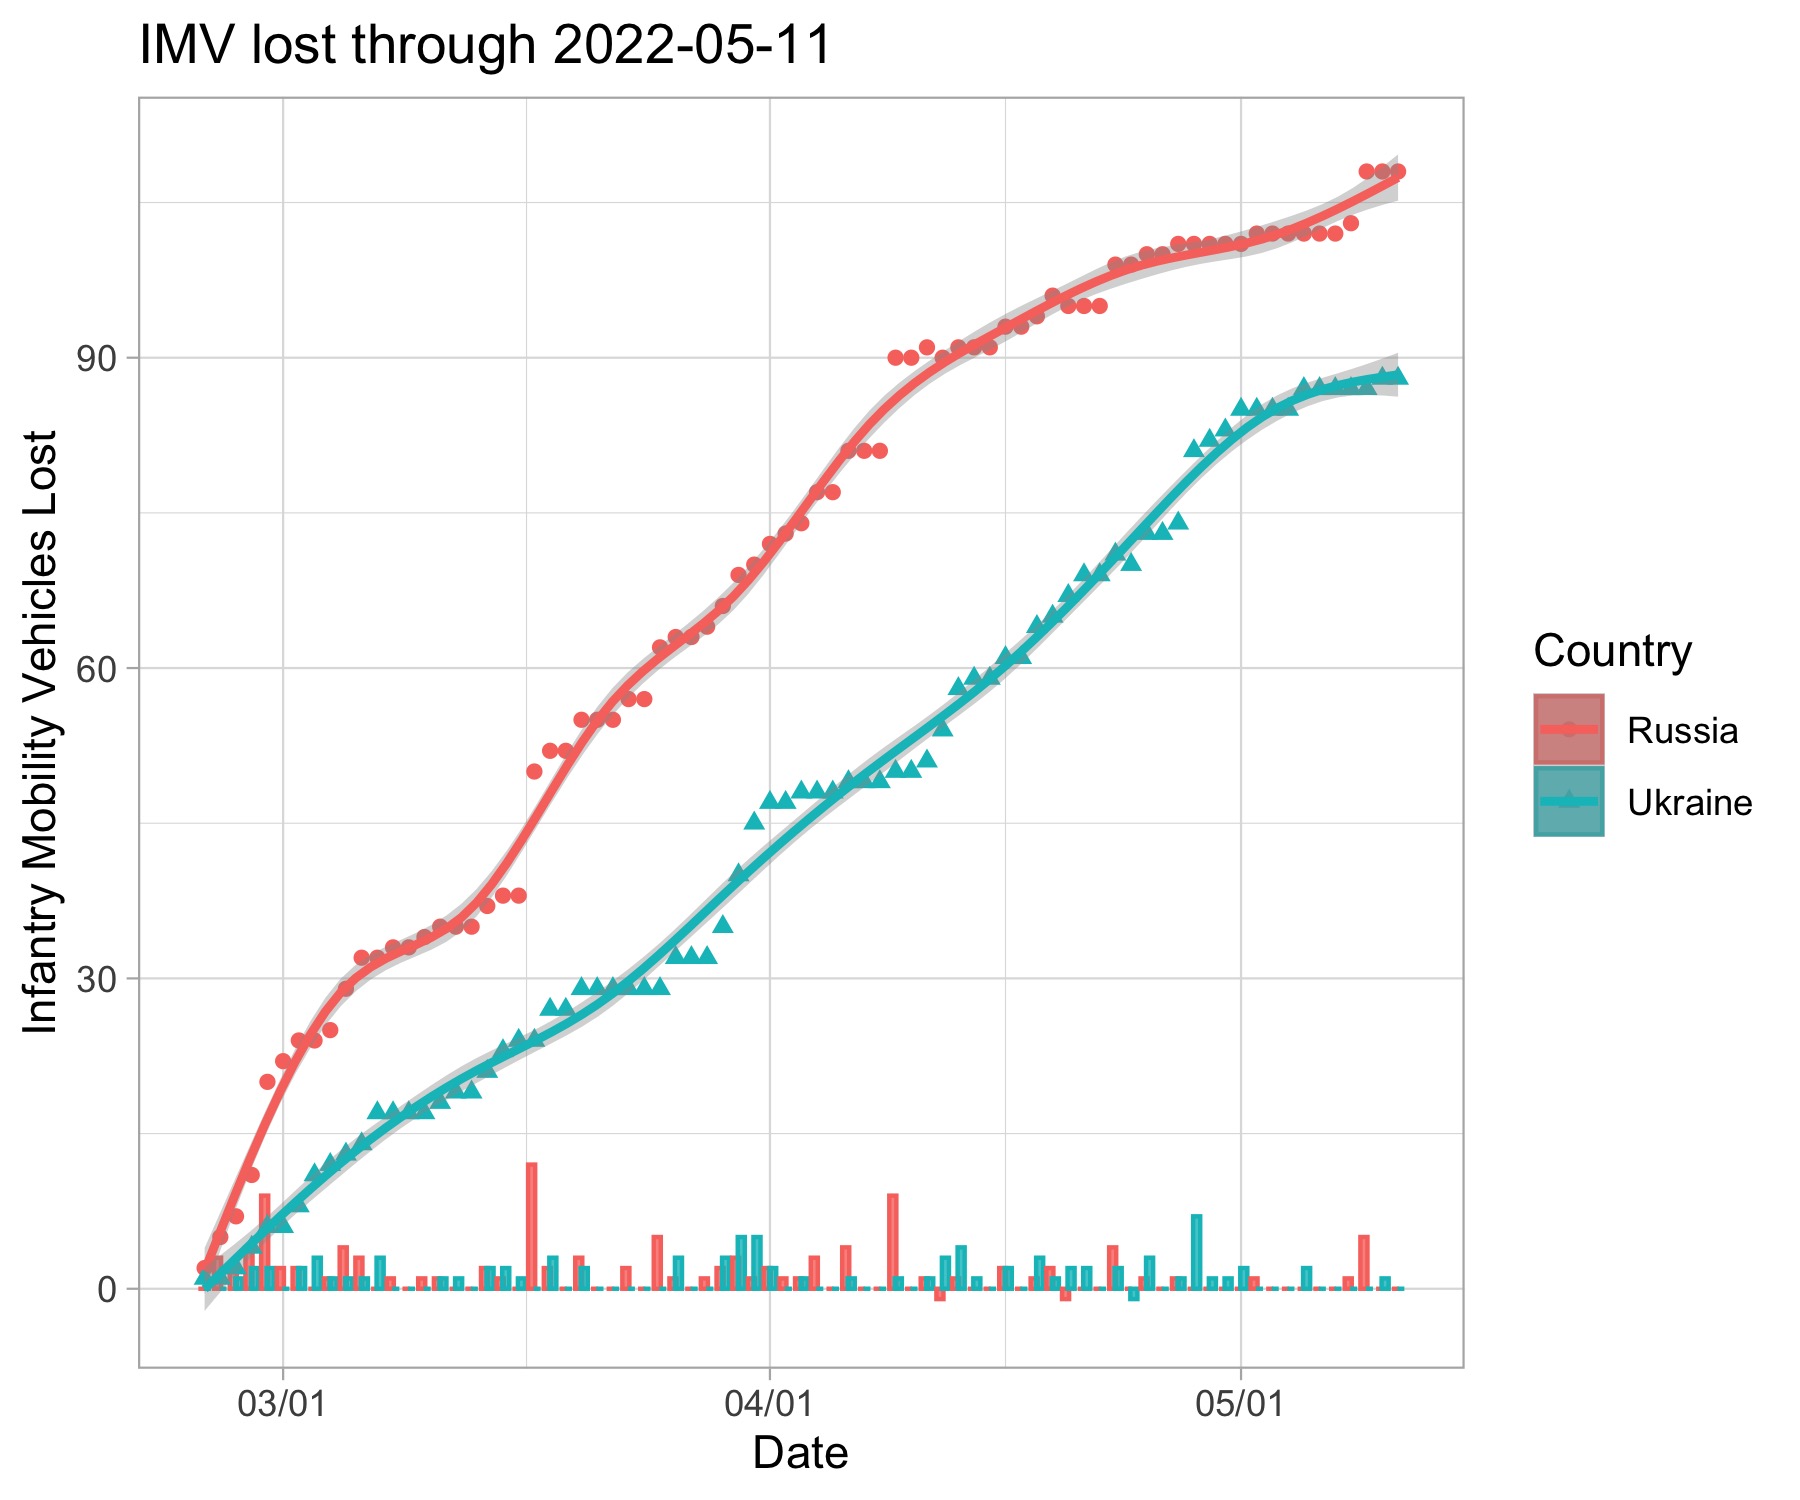 IMV lost through 2022-05-11
Infantry Mobility Vehicles Lost
90
60
30
0
03/01 04/01 05/01
Date
Country
Russia
Ukraine